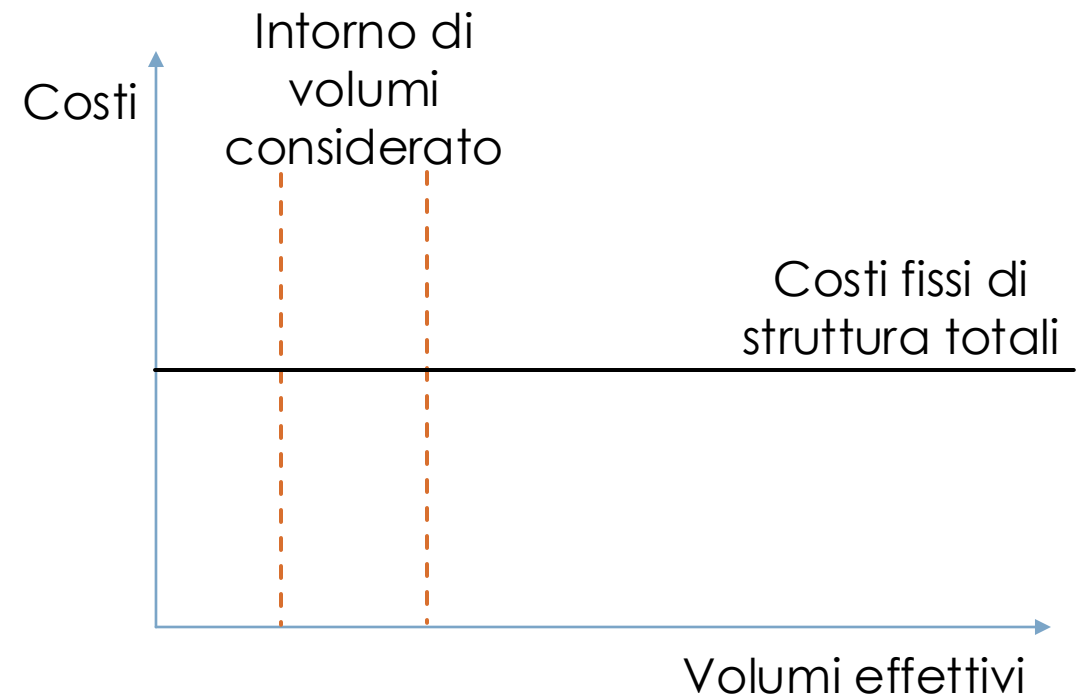 Intorno di
volumi
considerato
Costi
Costi fissi di
struttura totali
Volumi effettivi